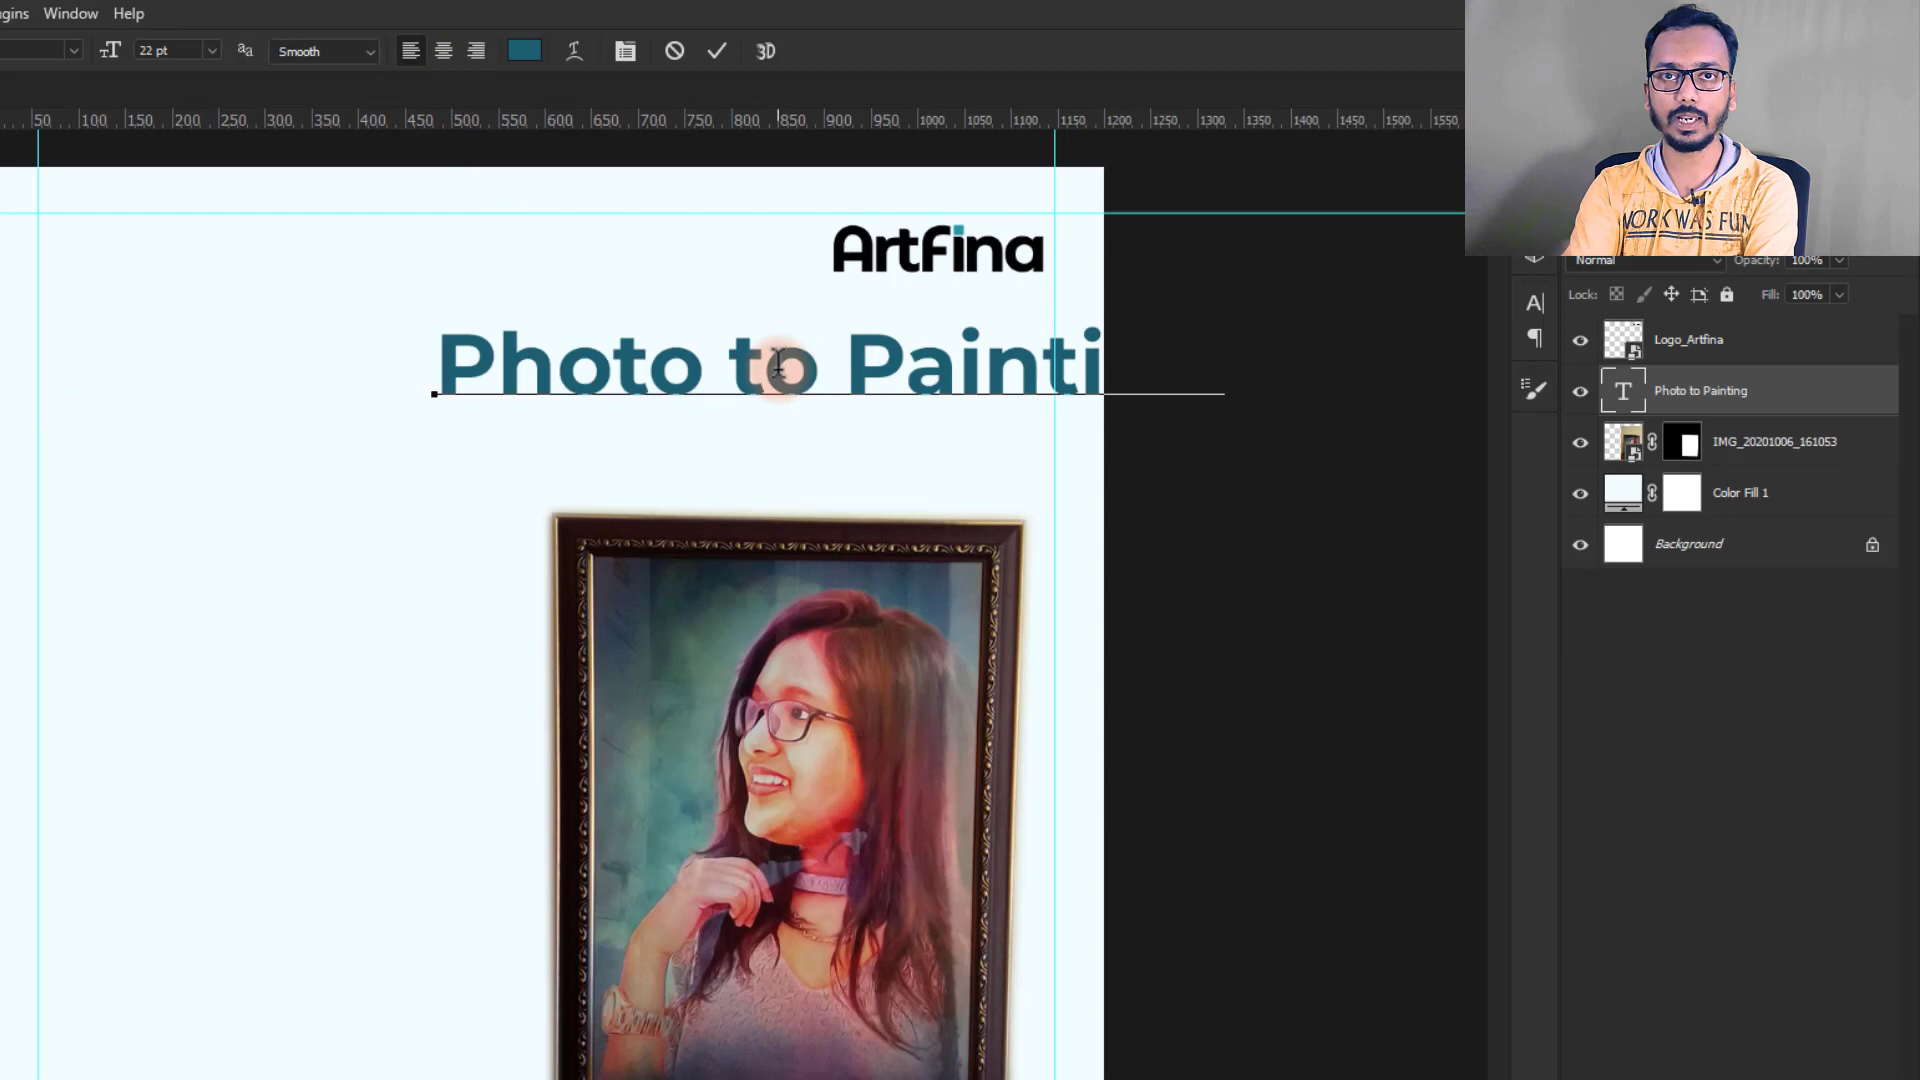 Plugins Window Help
22 pt Smooth 3D
50 100 150 200 250 300 350 400 450 500 550 600 650 700 750 800 850 900 950 1000 1050 1100 1150 1200 1250 1300 1350 1400 1450 1500 1550
WORK WAS FUN
Normal Opacity: 100%
Artfina
Lock: Fill: 100%
Photo to Painti
Logo_Artfina
Photo to Painting
IMG_20201006_161053
Color Fill 1
Background